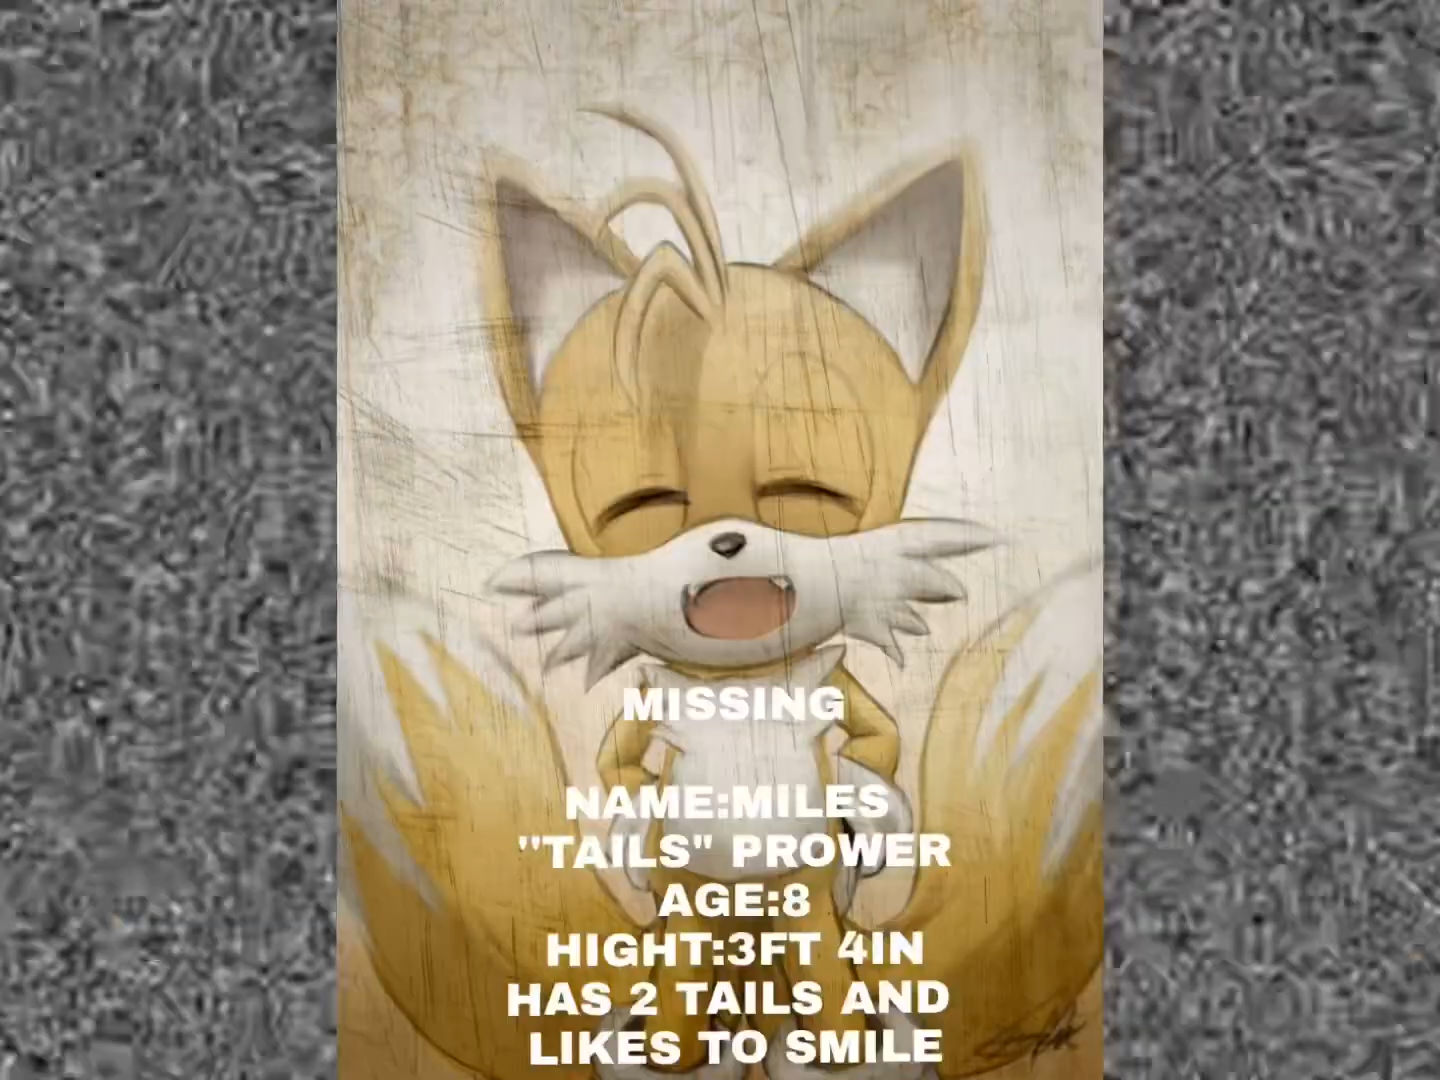 MISSING
NAME:MILES
"TAILS" PROWER
AGE:8
HIGHT:3FT 4IN
HAS 2 TAILS AND
LIKES TO SMILE